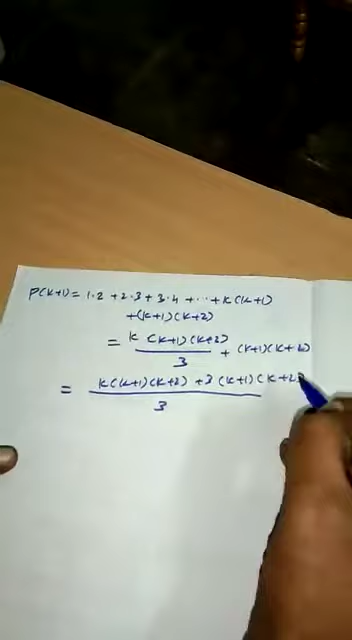 P(k+1) = 1·2 + 2·3 + 3·4 + ··· + k(k+1)
+ (k+1)(k+2)
= k (k+1)(k+2) / 3 + (k+1)(k+2)
= k(k+1)(k+2) + 3(k+1)(k+2) / 3